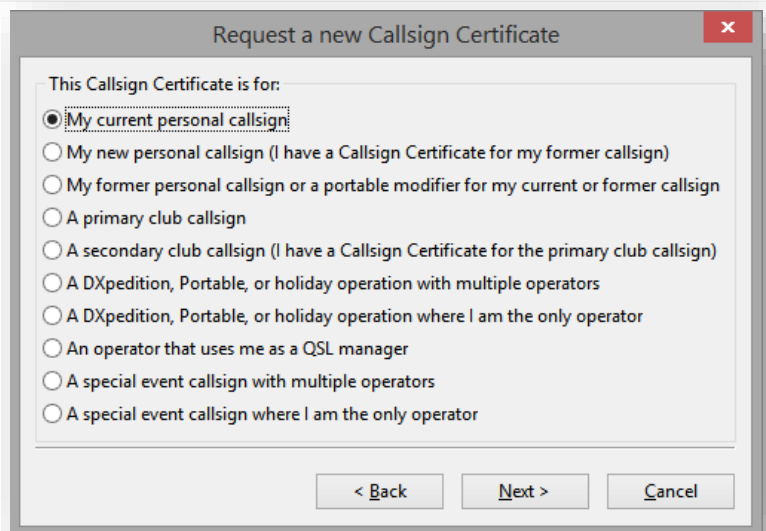 Request a new Callsign Certificate
x
This Callsign Certificate is for:
My current personal callsign
My new personal callsign (I have a Callsign Certificate for my former callsign)
My former personal callsign or a portable modifier for my current or former callsign
A primary club callsign
A secondary club callsign (I have a Callsign Certificate for the primary club callsign)
A DXpedition, Portable, or holiday operation with multiple operators
A DXpedition, Portable, or holiday operation where I am the only operator
An operator that uses me as a QSL manager
A special event callsign with multiple operators
A special event callsign where I am the only operator
< Back Next > Cancel